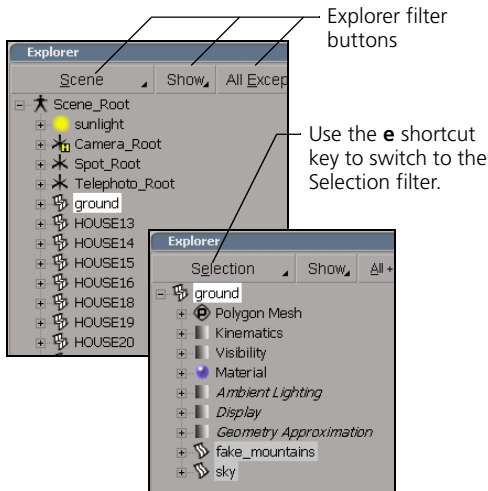 Explorer filter
buttons
Explorer
Scene Show All Excep
Scene_Root
sunlight
Camera_Root
Spot_Root
Telephoto_Root
ground
HOUSE13
HOUSE14
HOUSE15
HOUSE16
HOUSE18
HOUSE19
HOUSE20
Use the e shortcut
key to switch to the
Selection filter.
Explorer
Selection Show All +
ground
Polygon Mesh
Kinematics
Visibility
Material
Ambient Lighting
Display
Geometry Approximation
fake_mountains
sky